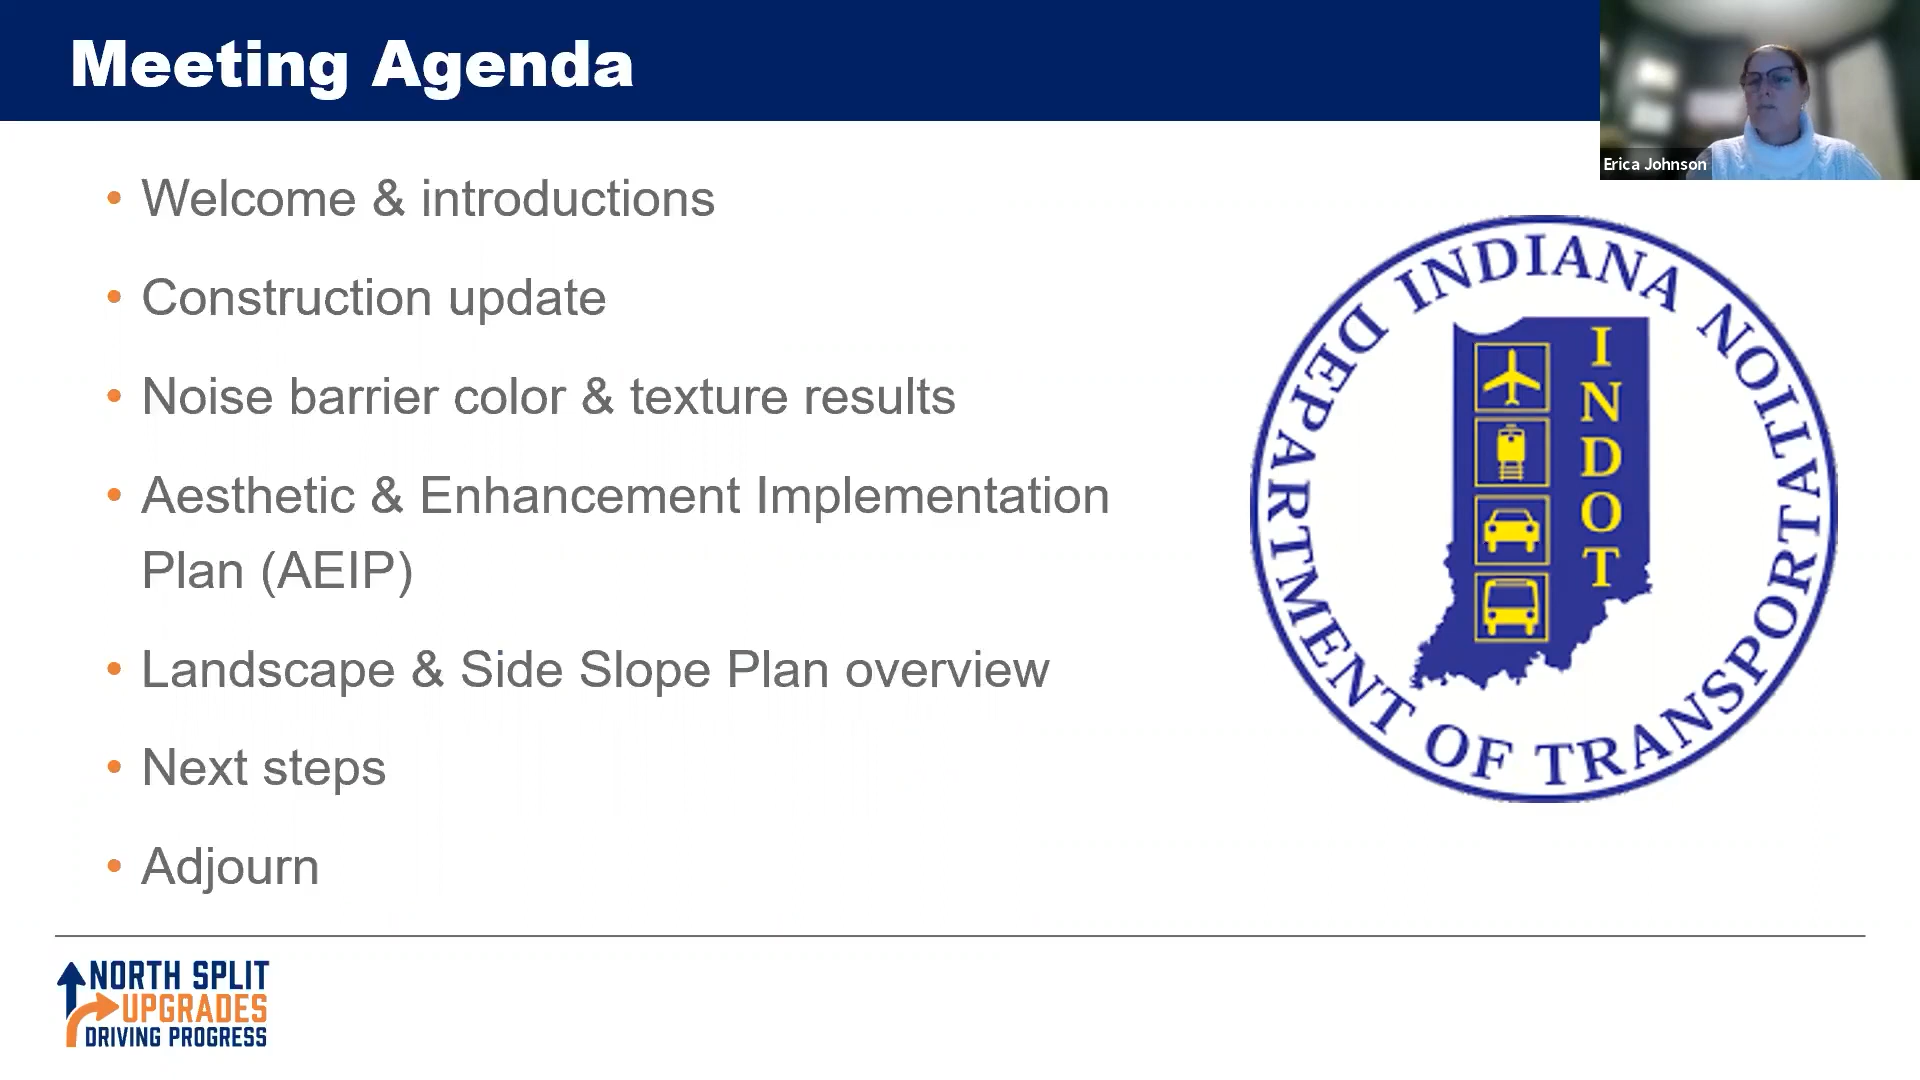 Meeting Agenda
Erica Johnson
• Welcome & introductions
• Construction update
• Noise barrier color & texture results
• Aesthetic & Enhancement Implementation
Plan (AEIP)
• Landscape & Side Slope Plan overview
• Next steps
• Adjourn
INDIANA DEPARTMENT OF TRANSPORTATION
INDOT
NORTH SPLIT
UPGRADES
DRIVING PROGRESS